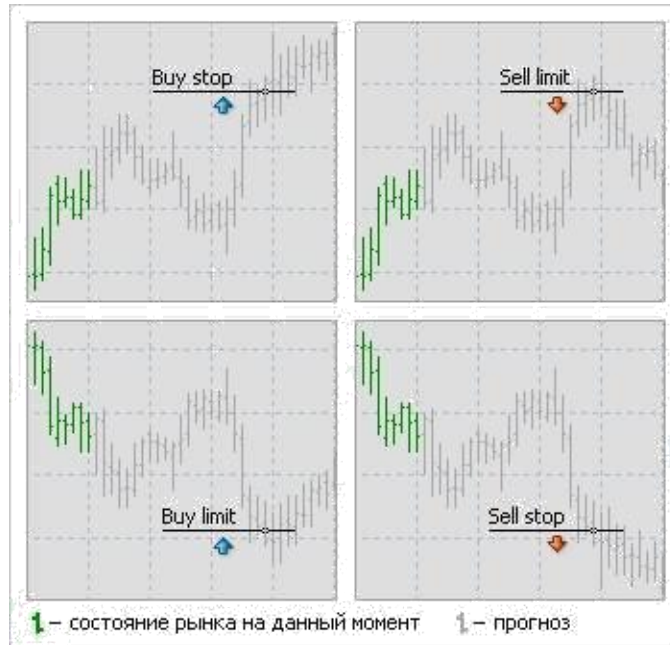 Buy stop
Sell limit
Buy limit
Sell stop
– состояние рынка на данный момент
– прогноз